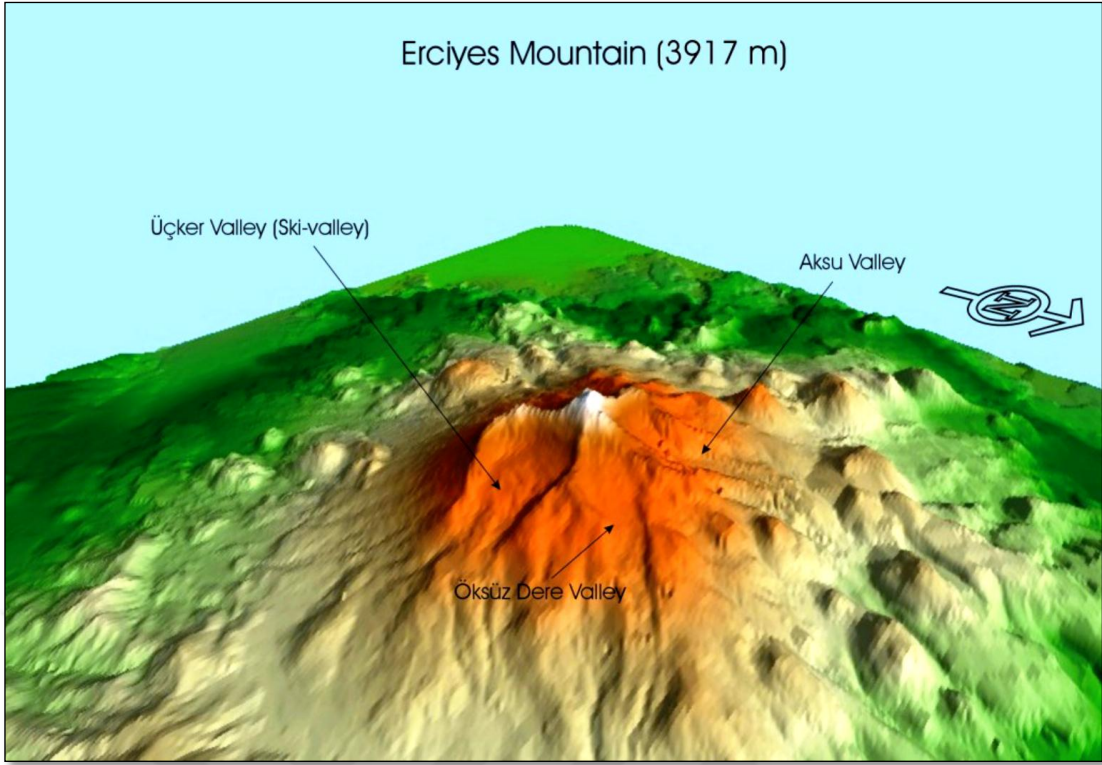 Erciyes Mountain (3917 m)
Üçker Valley (Ski-valley)
Aksu Valley
N
Öksüz Dere Valley